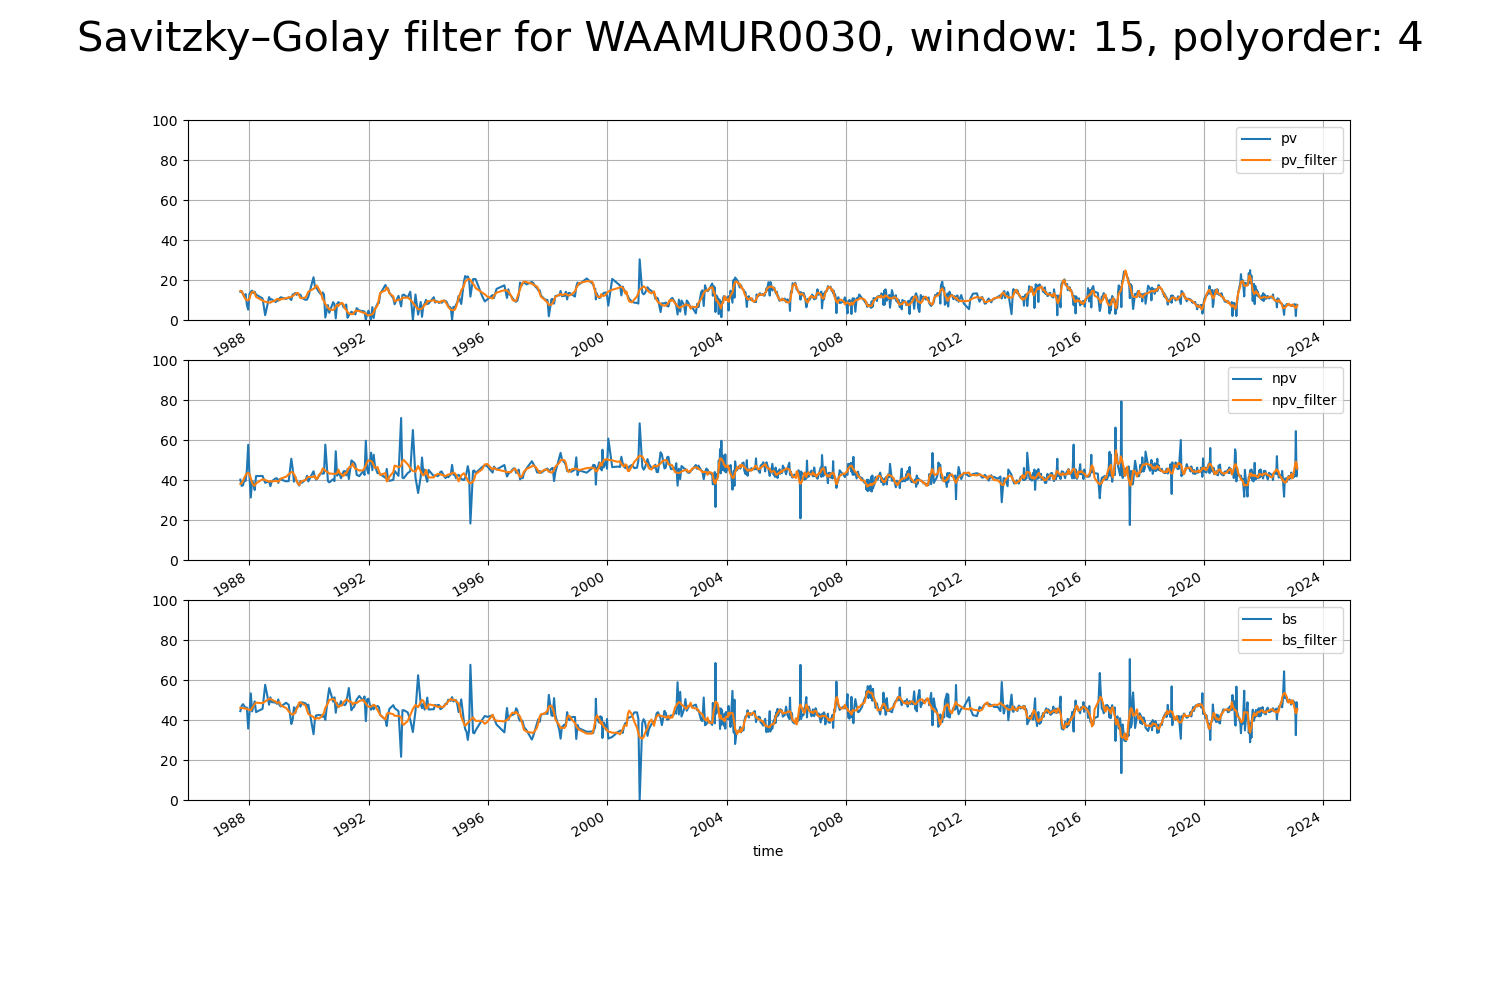 Savitzky–Golay filter for WAAMUR0030, window: 15, polyorder: 4
100
80
60
40
20
0
pv
pv_filter
1988 1992 1996 2000 2004 2008 2012 2016 2020 2024
100
80
60
40
20
0
npv
npv_filter
1988 1992 1996 2000 2004 2008 2012 2016 2020 2024
100
80
60
40
20
0
bs
bs_filter
1988 1992 1996 2000 2004 2008 2012 2016 2020 2024
time